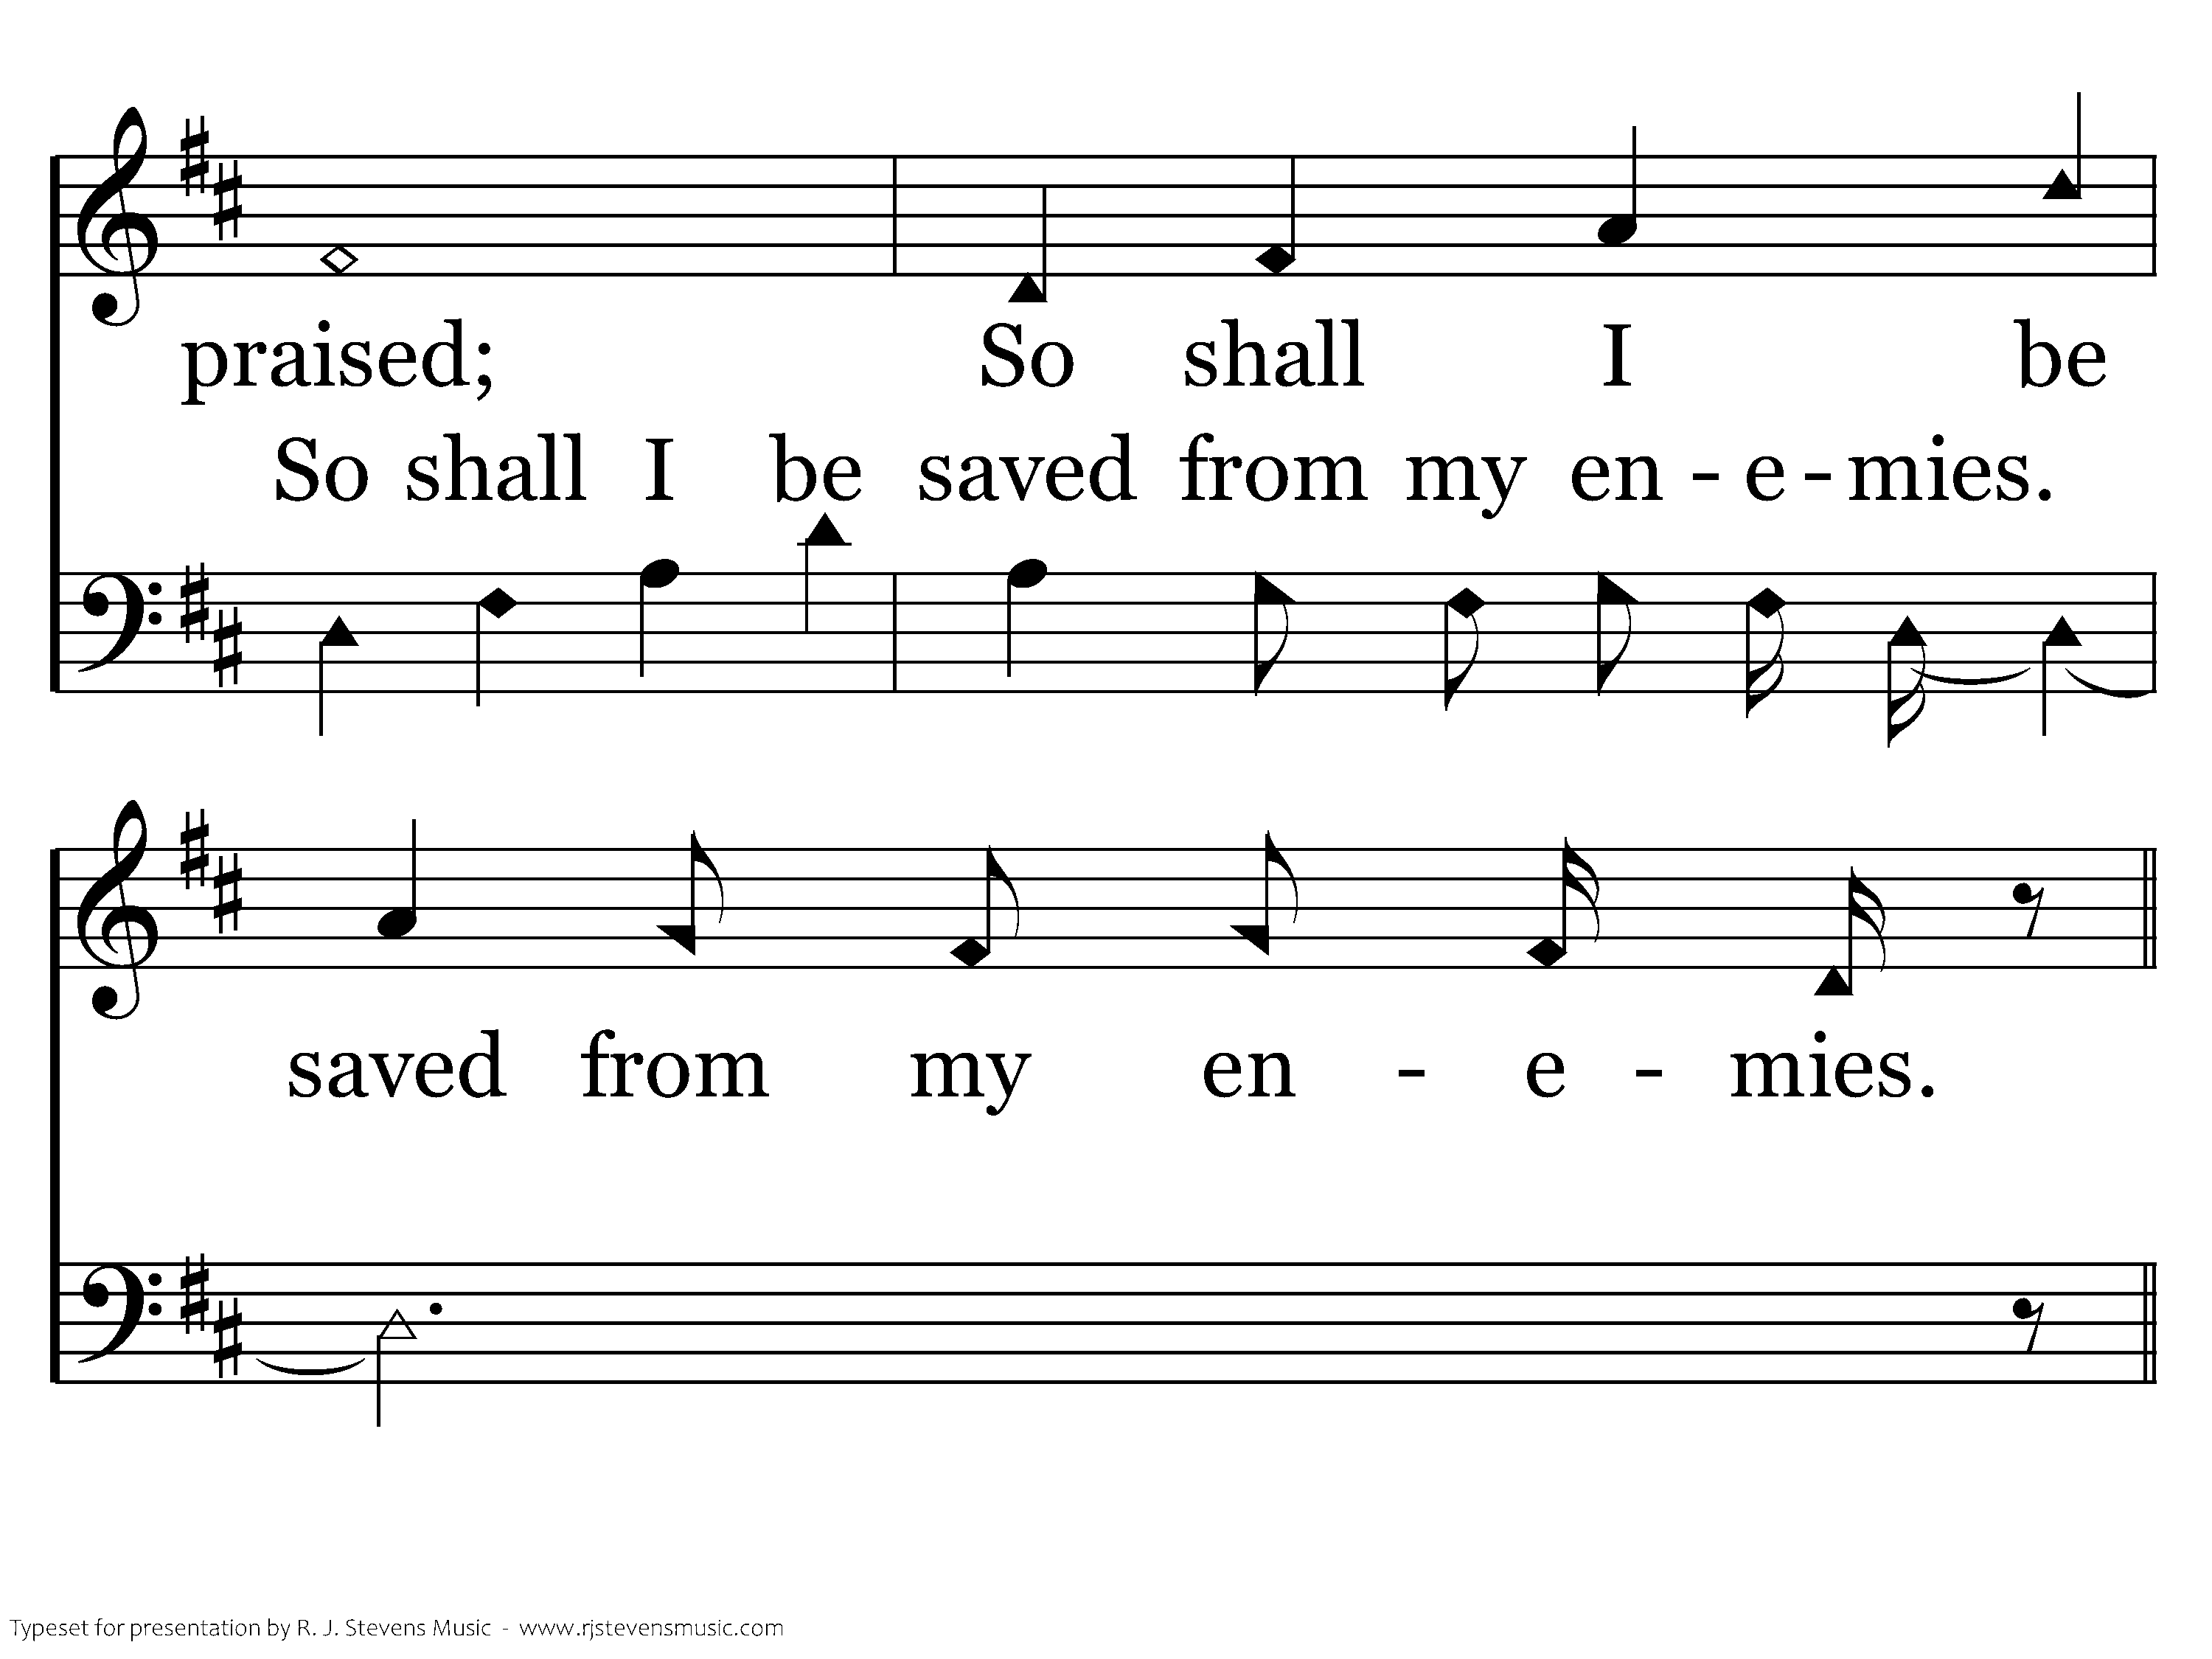 praised; So shall I be
So shall I be saved from my en - e - mies.
saved from my en - e - mies.
Typeset for presentation by R. J. Stevens Music - www.rjstevensmusic.com